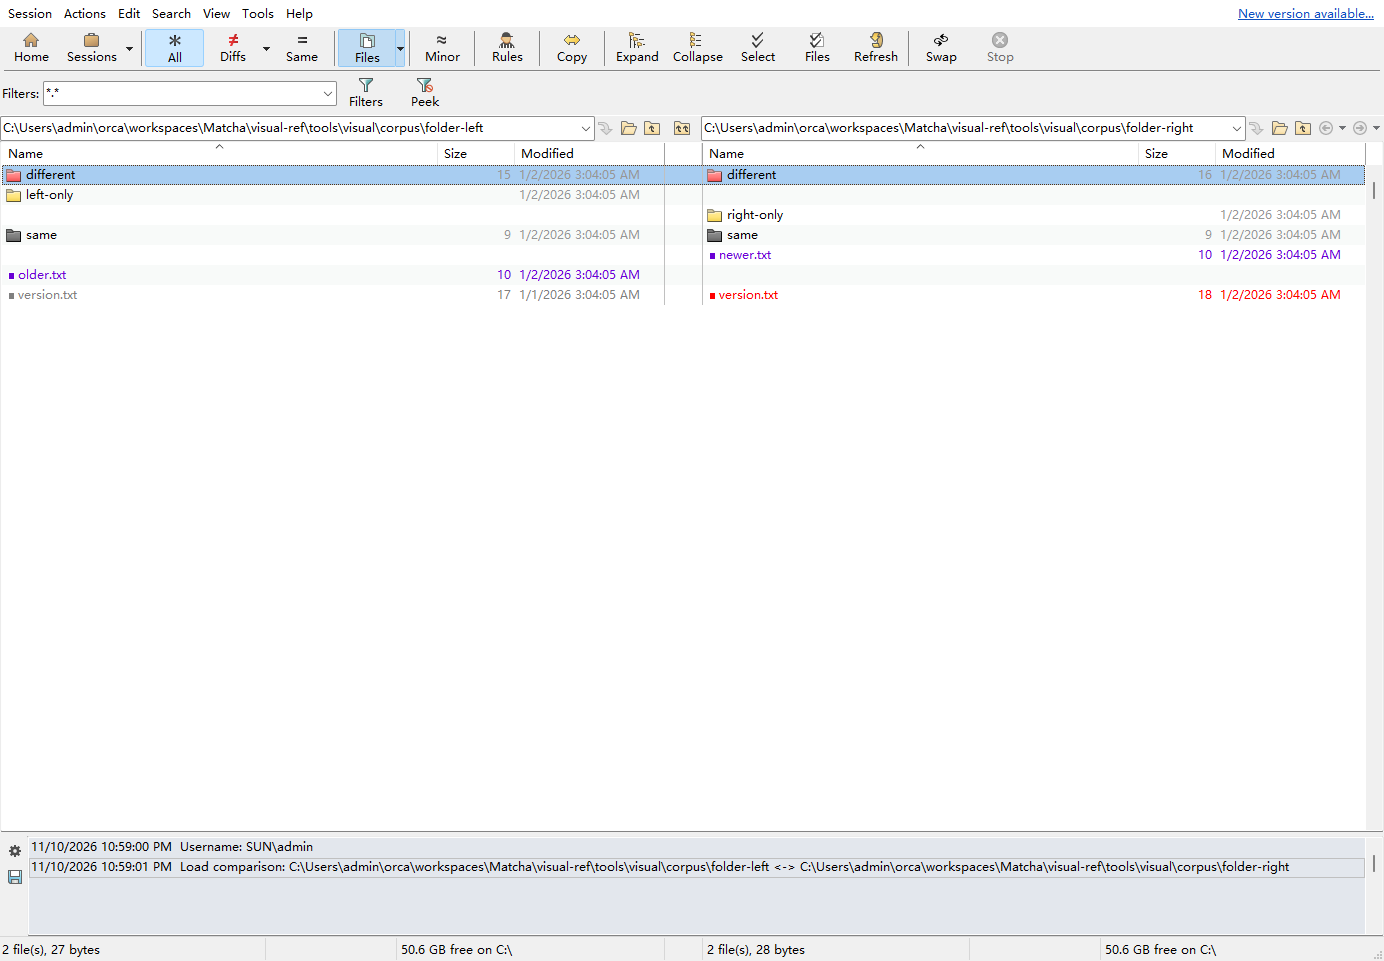 Session Actions Edit Search View Tools Help New version available...
Home Sessions All Diffs Same Files Minor Rules Copy Expand Collapse Select Files Refresh Swap Stop
Filters: *.* Filters Peek
C:\Users\admin\orca\workspaces\Matcha\visual-ref\tools\visual\corpus\folder-left C:\Users\admin\orca\workspaces\Matcha\visual-ref\tools\visual\corpus\folder-right
Name Size Modified Name Size Modified
different 15 1/2/2026 3:04:05 AM different 16 1/2/2026 3:04:05 AM
left-only 1/2/2026 3:04:05 AM
right-only 1/2/2026 3:04:05 AM
same 9 1/2/2026 3:04:05 AM same 9 1/2/2026 3:04:05 AM
newer.txt 10 1/2/2026 3:04:05 AM
older.txt 10 1/2/2026 3:04:05 AM
version.txt 17 1/1/2026 3:04:05 AM version.txt 18 1/2/2026 3:04:05 AM
11/10/2026 10:59:00 PM Username: SUN\admin
11/10/2026 10:59:01 PM Load comparison: C:\Users\admin\orca\workspaces\Matcha\visual-ref\tools\visual\corpus\folder-left <-> C:\Users\admin\orca\workspaces\Matcha\visual-ref\tools\visual\corpus\folder-right
2 file(s), 27 bytes 50.6 GB free on C:\ 2 file(s), 28 bytes 50.6 GB free on C:\